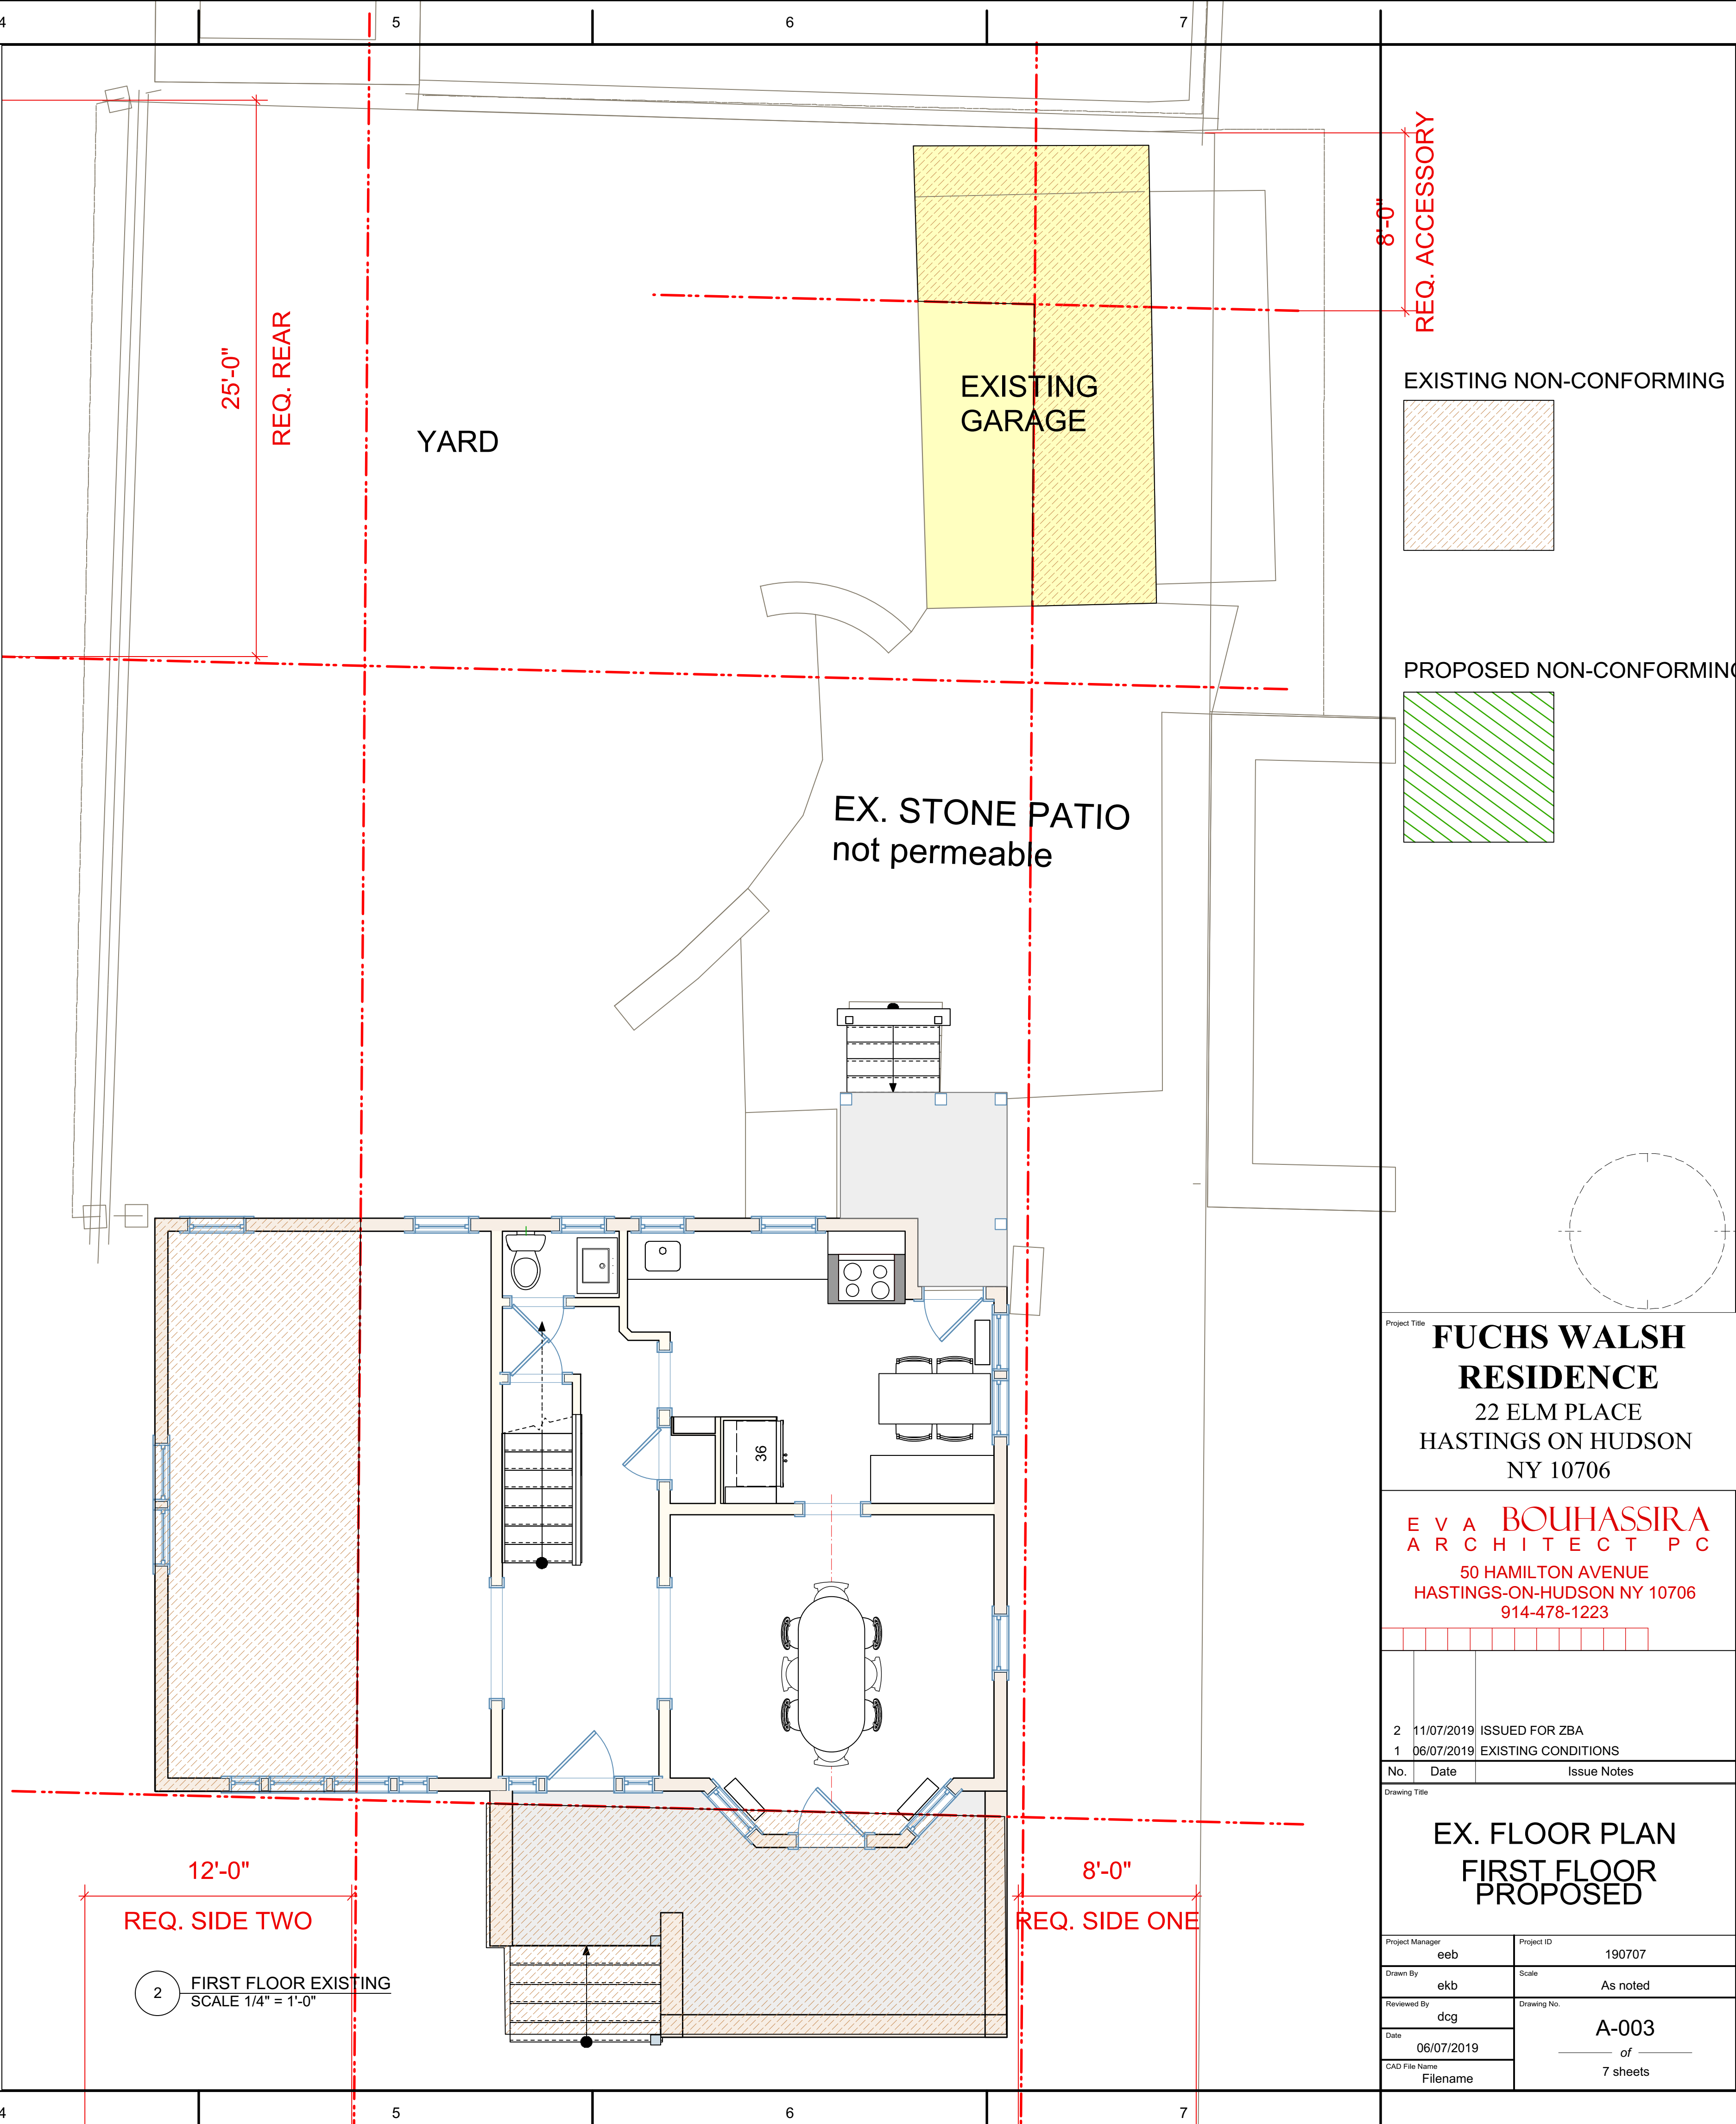 4
5
6
7
25'-0"
REQ. REAR
YARD
EXISTING
GARAGE
8'-0"
REQ. ACCESSORY
EXISTING NON-CONFORMING
PROPOSED NON-CONFORMING
EX. STONE PATIO
not permeable
36
12'-0"
REQ. SIDE TWO
8'-0"
REQ. SIDE ONE
2
FIRST FLOOR EXISTING
SCALE 1/4" = 1'-0"
Project Title
FUCHS WALSH
RESIDENCE
22 ELM PLACE
HASTINGS ON HUDSON
NY 10706
EVA BOUHASSIRA
ARCHITECT PC
50 HAMILTON AVENUE
HASTINGS-ON-HUDSON NY 10706
914-478-1223
2 11/07/2019 ISSUED FOR ZBA
1 06/07/2019 EXISTING CONDITIONS
No. Date Issue Notes
Drawing Title
EX. FLOOR PLAN
FIRST FLOOR
PROPOSED
Project Manager
eeb
Project ID
190707
Drawn By
ekb
Scale
As noted
Reviewed By
dcg
Drawing No.
A-003
of
7 sheets
Date
06/07/2019
CAD File Name
Filename
4
5
6
7